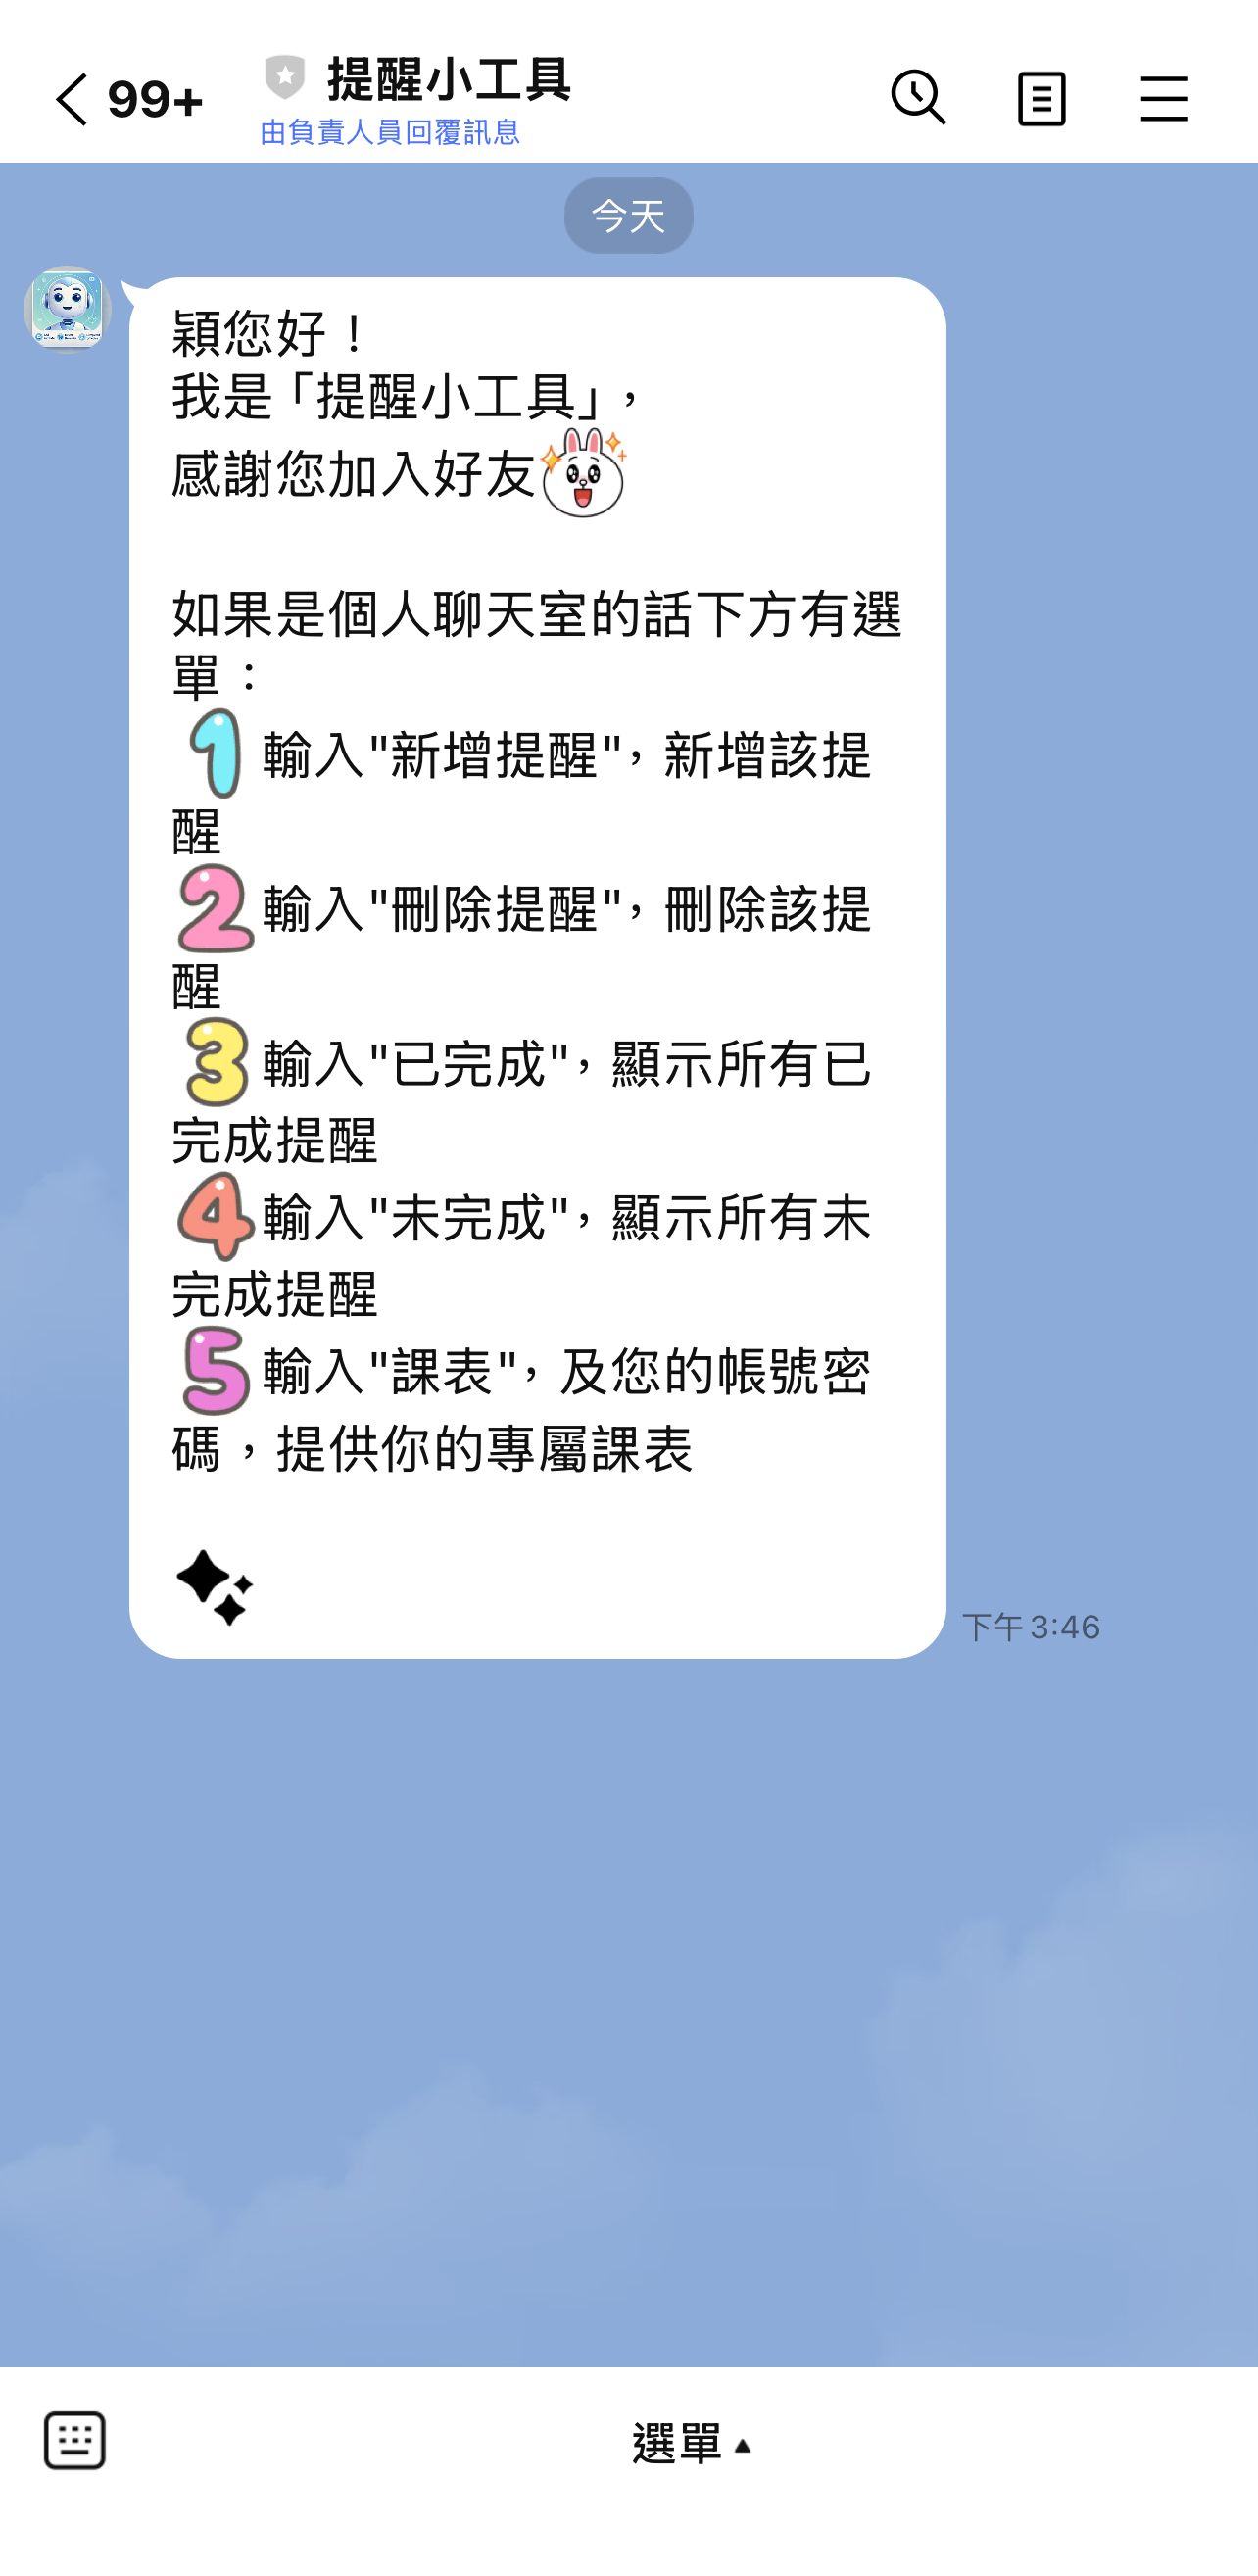 99+
提醒小工具
由負責人員回覆訊息
今天
穎您好！
我是「提醒小工具」，
感謝您加入好友
如果是個人聊天室的話下方有選
單：
1 輸入"新增提醒"，新增該提
醒
2 輸入"刪除提醒"，刪除該提
醒
3 輸入"已完成"，顯示所有已
完成提醒
4 輸入"未完成"，顯示所有未
完成提醒
5 輸入"課表"，及您的帳號密
碼，提供你的專屬課表
下午 3:46
選單▲